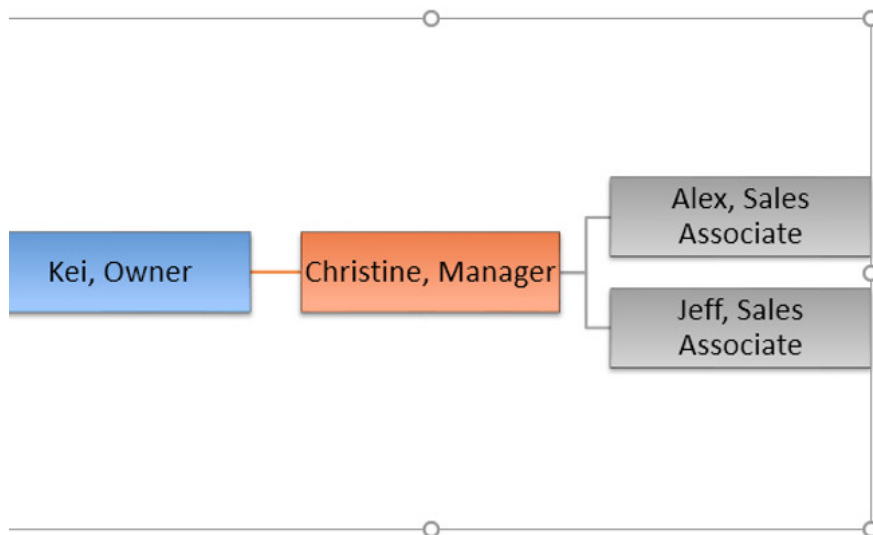 Kei, Owner
Christine, Manager
Alex, Sales
Associate
Jeff, Sales
Associate